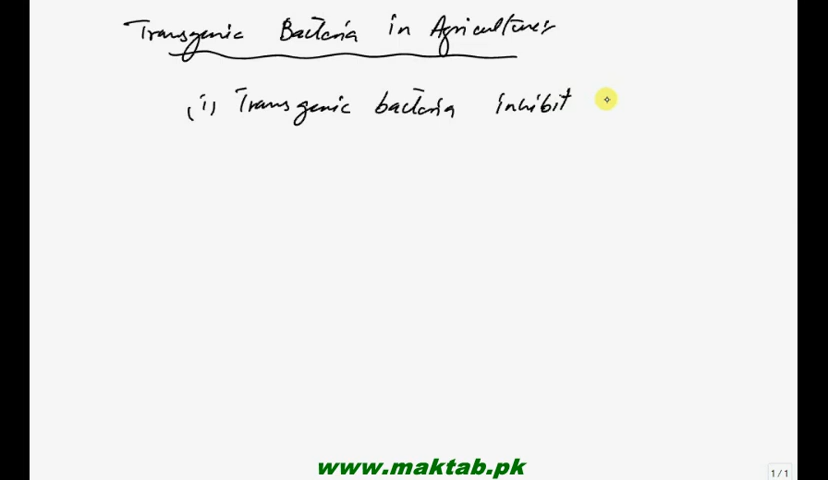 Transgenic Bacteria in Agriculture
(i) Transgenic bacteria inhibit
www.maktab.pk
1/1